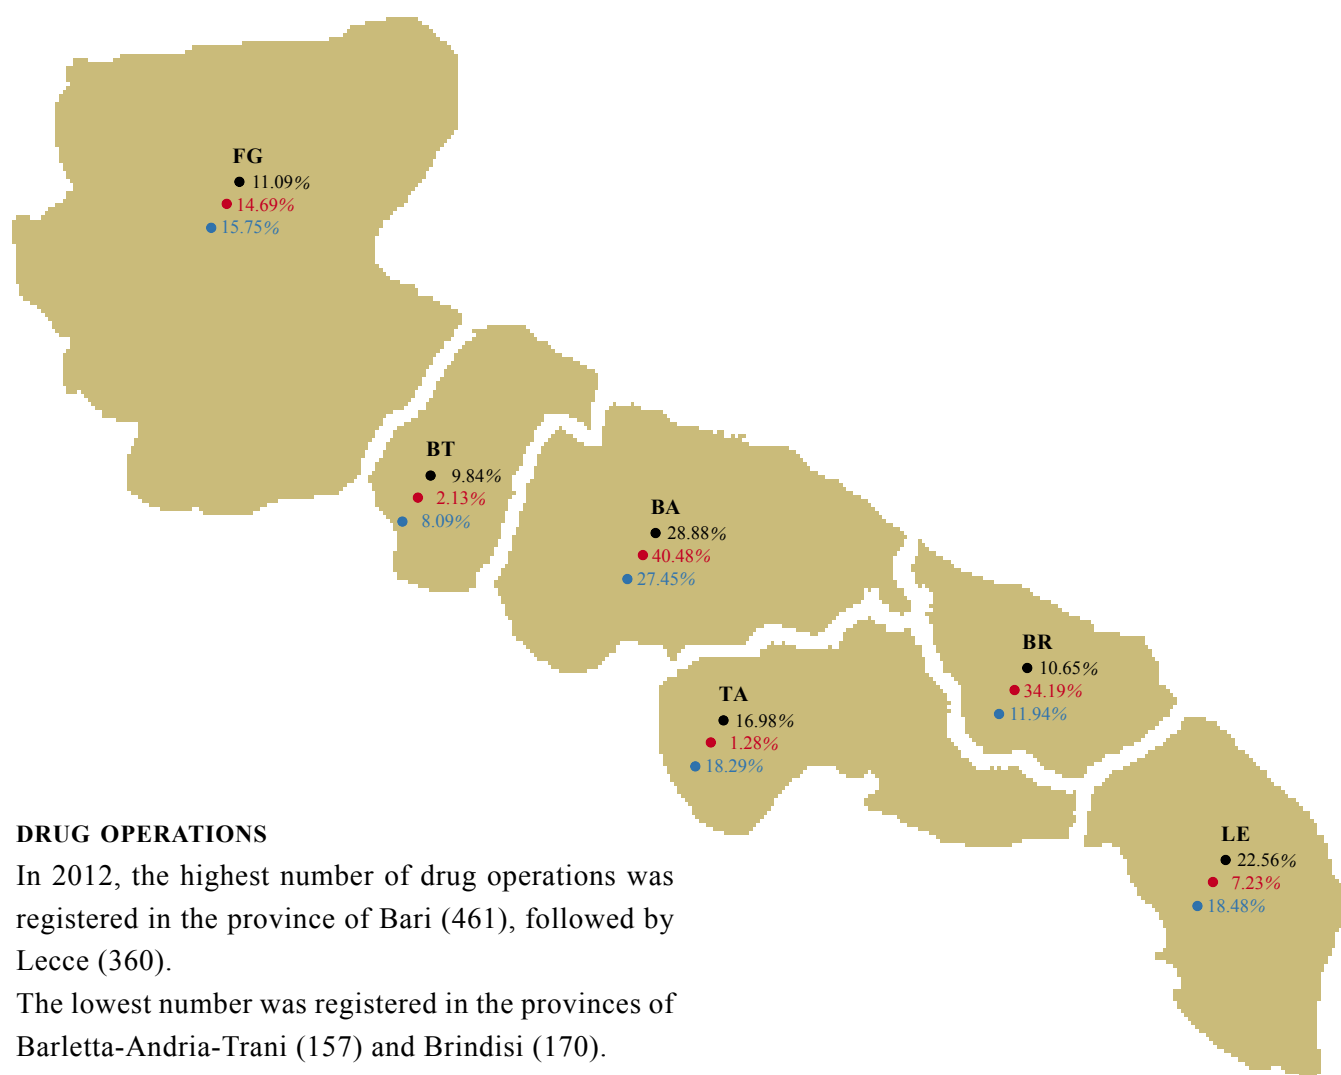 FG
11.09%
14.69%
15.75%
BT
9.84%
2.13%
8.09%
BA
28.88%
40.48%
27.45%
BR
10.65%
34.19%
11.94%
TA
16.98%
1.28%
18.29%
LE
22.56%
7.23%
18.48%
DRUG OPERATIONS
In 2012, the highest number of drug operations was
registered in the province of Bari (461), followed by
Lecce (360).
The lowest number was registered in the provinces of
Barletta-Andria-Trani (157) and Brindisi (170).